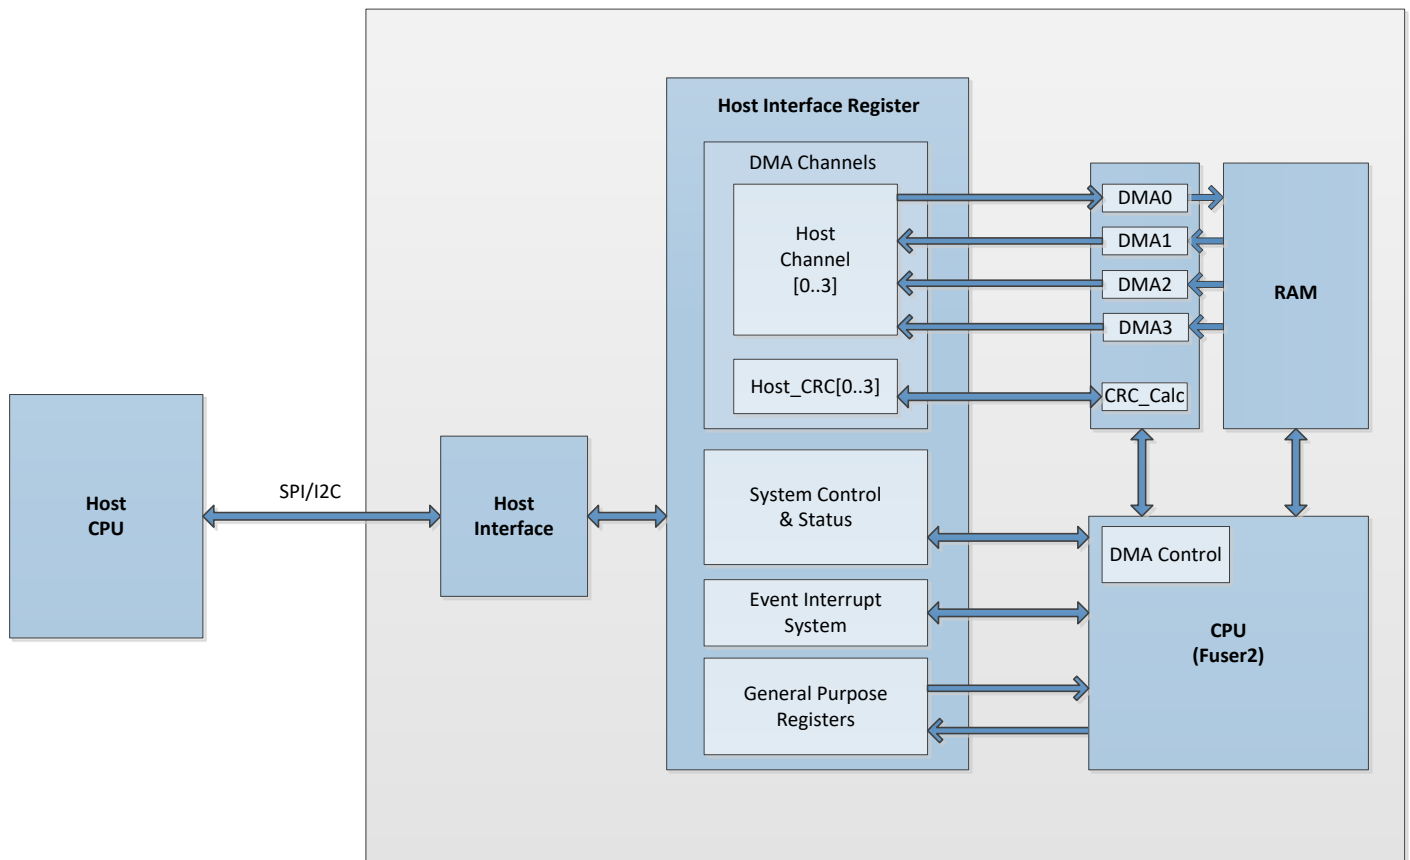 Host Interface Register
DMA Channels
Host
Channel
[0..3]
Host_CRC[0..3]
DMA0
DMA1
DMA2
DMA3
CRC_Calc
RAM
Host
CPU
SPI/I2C
Host
Interface
System Control
& Status
Event Interrupt
System
General Purpose
Registers
DMA Control
CPU
(Fuser2)